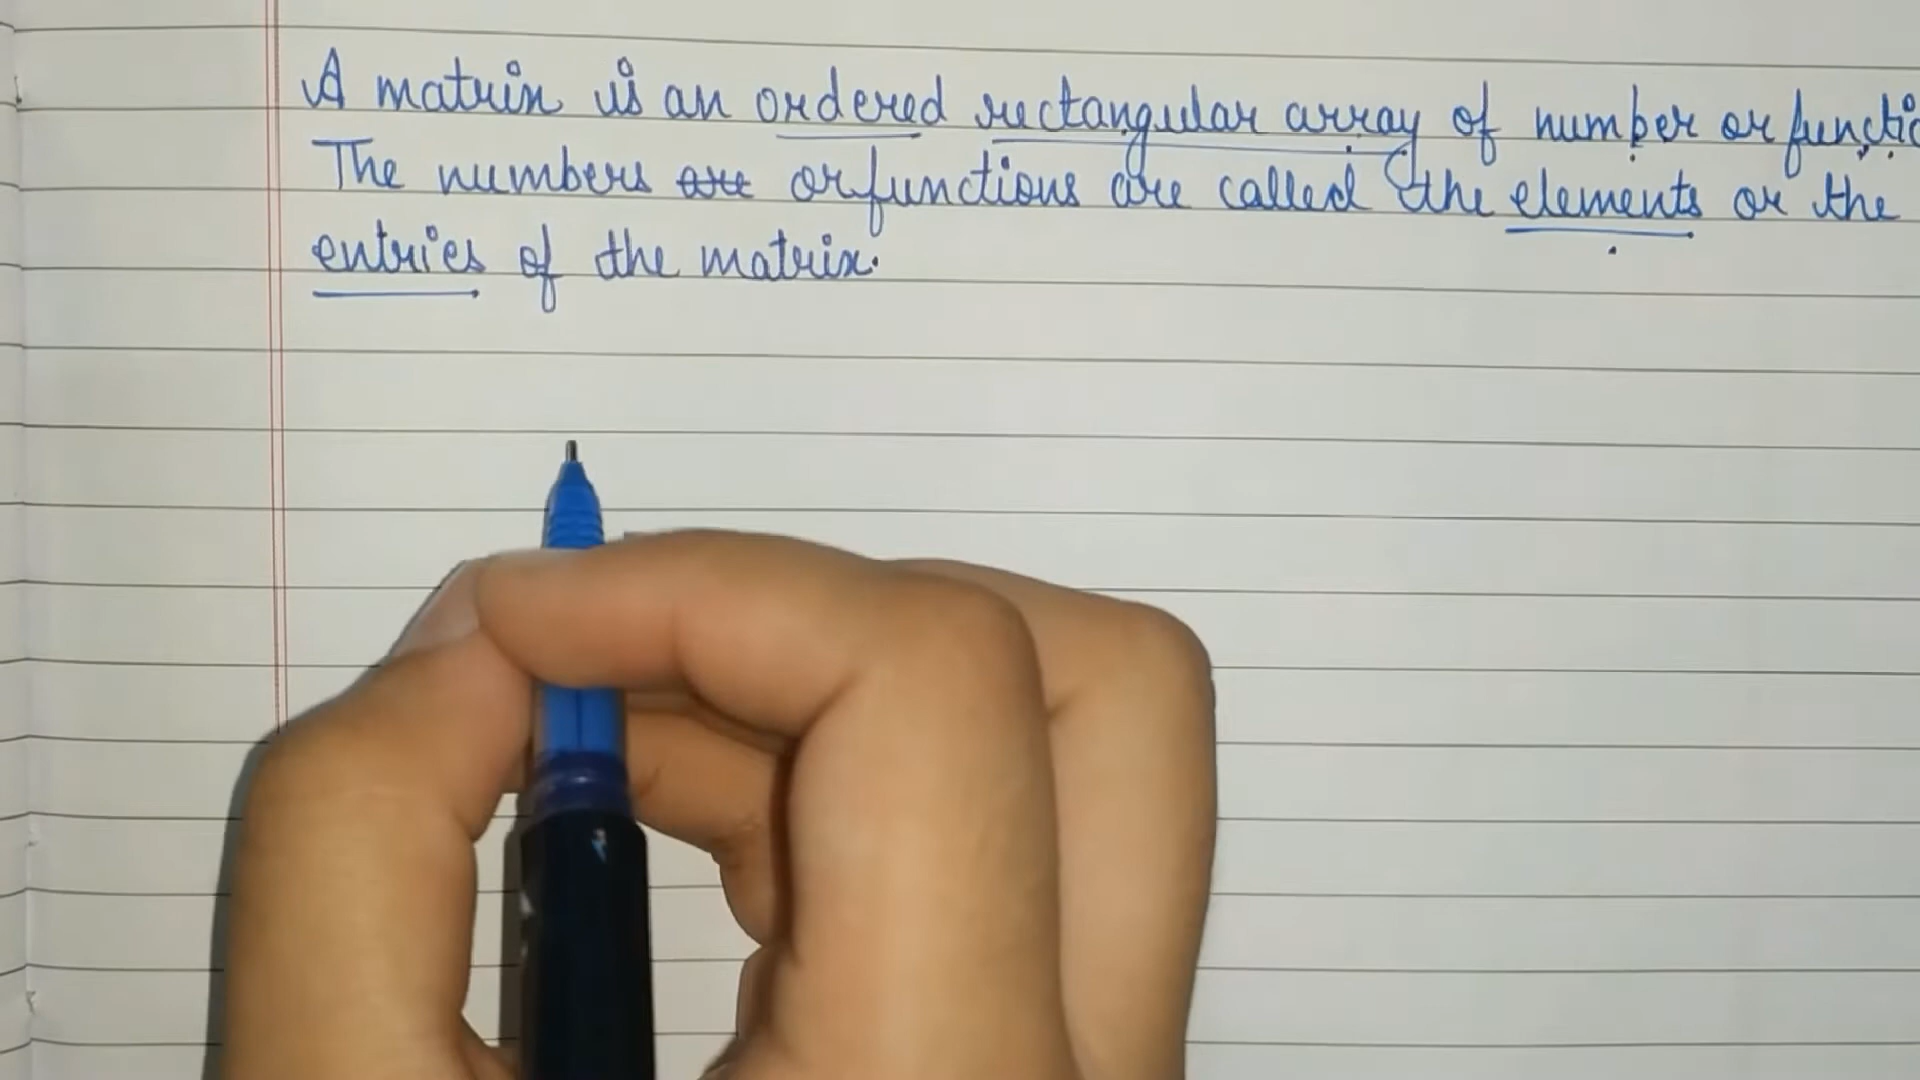 A matrix is an ordered rectangular array of number or functio
The numbers are or functions are called the elements or the
entries of the matrix.